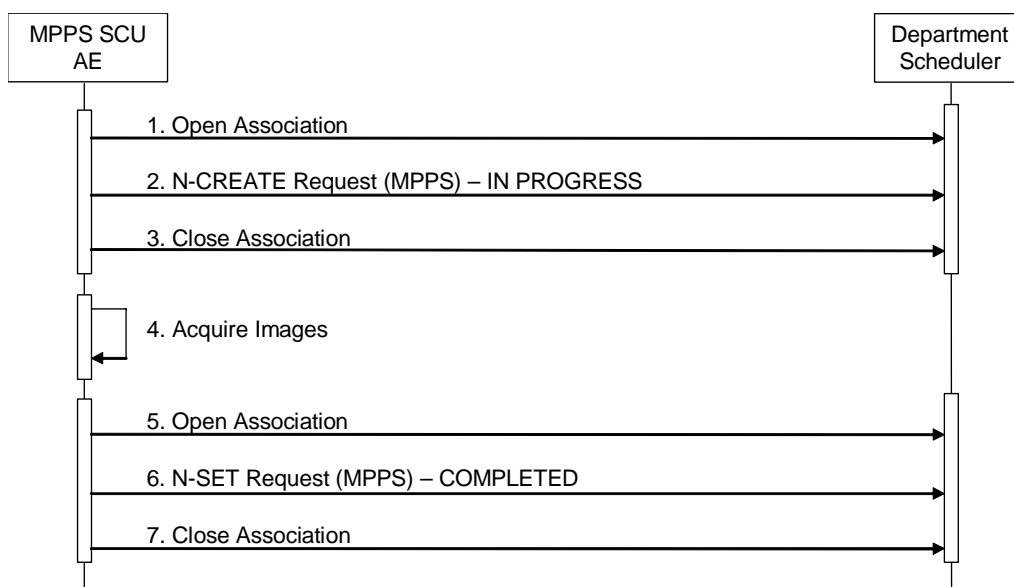 MPPS SCU
AE
Department
Scheduler
1. Open Association
2. N-CREATE Request (MPPS) – IN PROGRESS
3. Close Association
4. Acquire Images
5. Open Association
6. N-SET Request (MPPS) – COMPLETED
7. Close Association